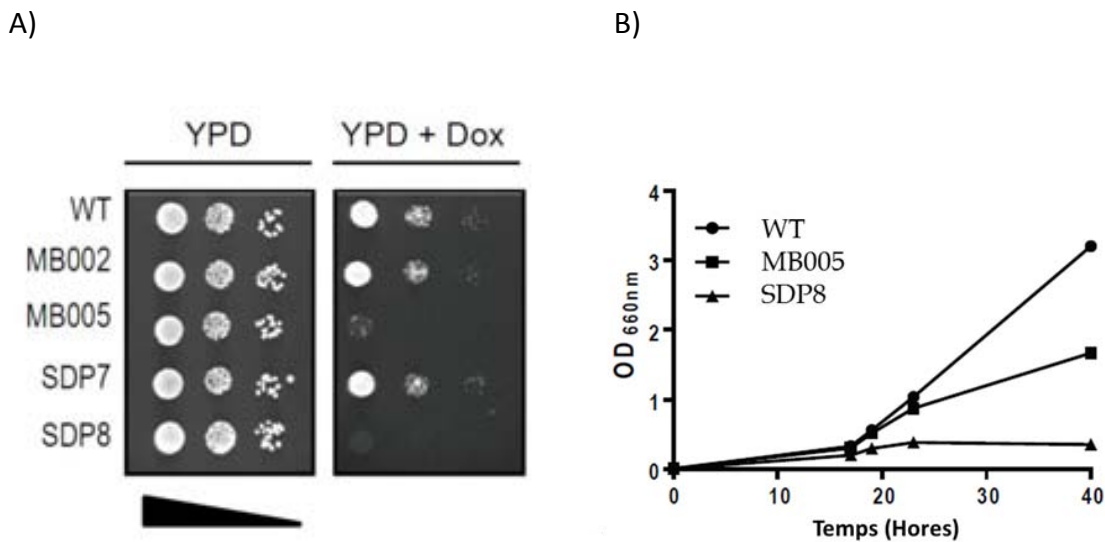 A)
YPD
YPD + Dox
WT
MB002
MB005
SDP7
SDP8
B)
4
3
2
1
0
OD 660nm
WT
MB005
SDP8
0
10
20
30
40
Temps (Hores)